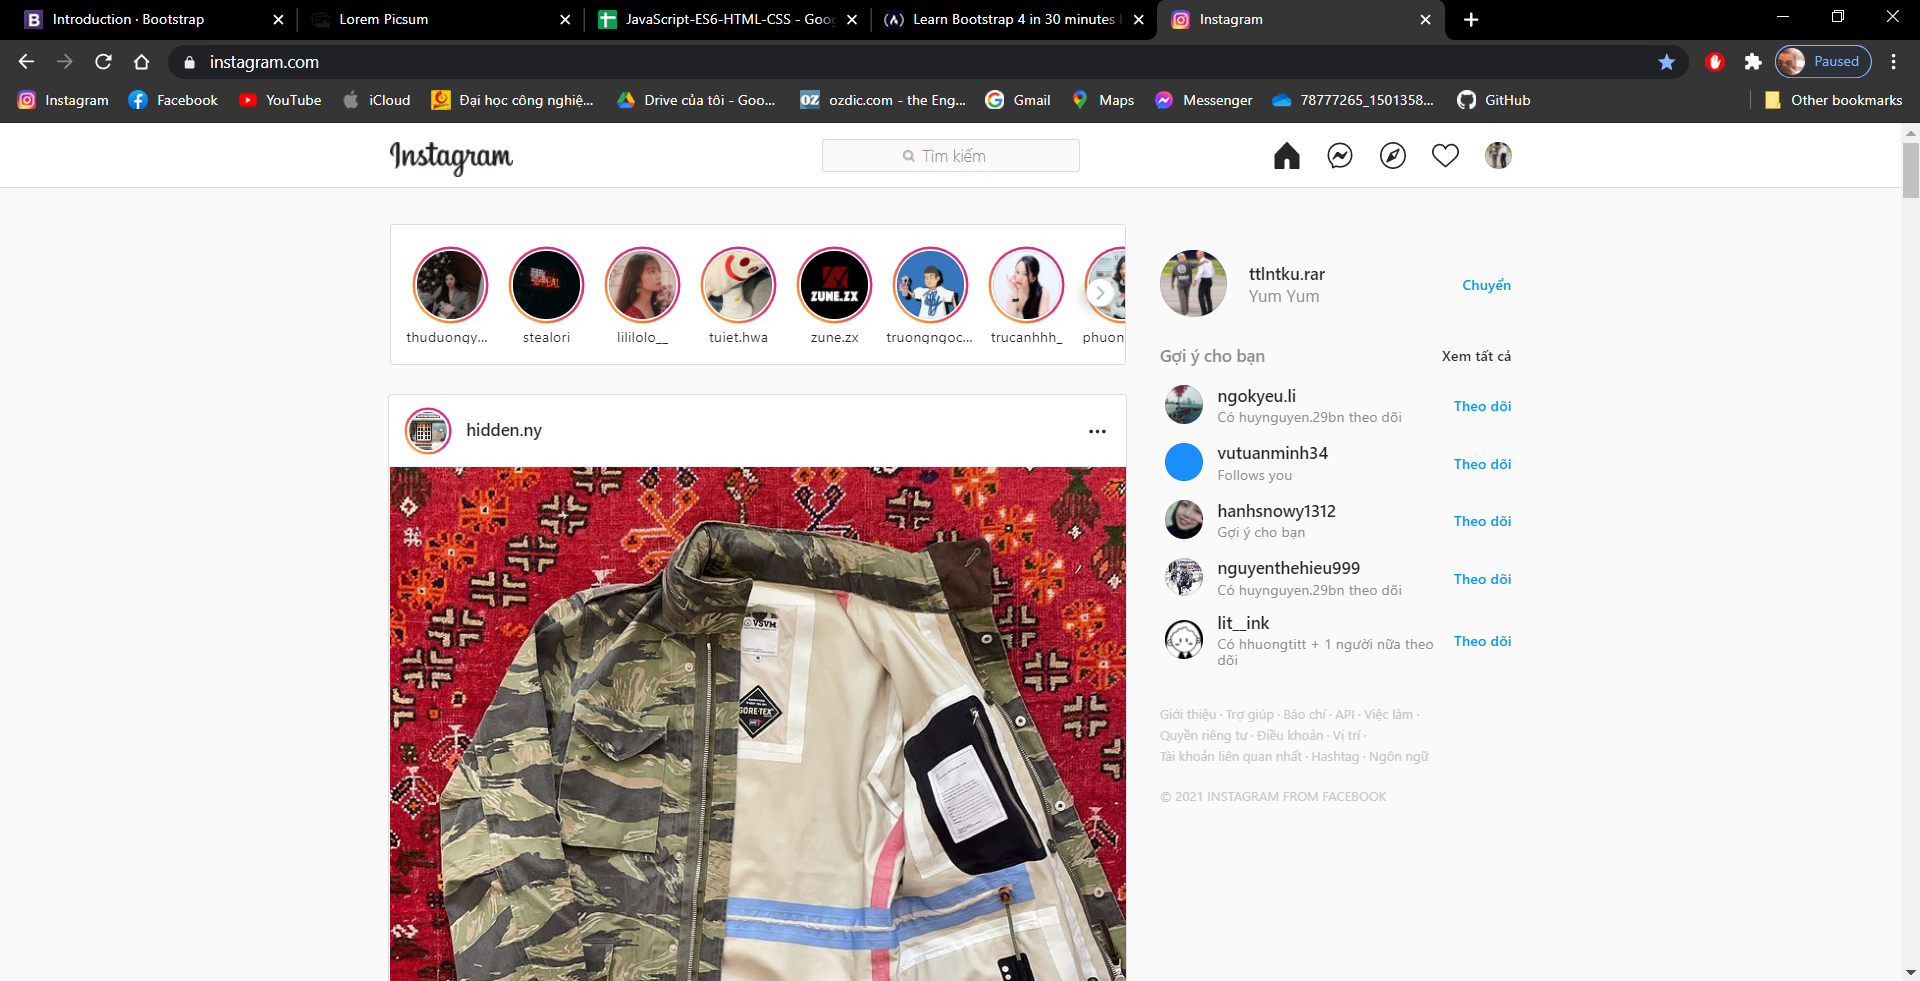 Introduction · Bootstrap
Lorem Picsum
JavaScript-ES6-HTML-CSS - Goo
Learn Bootstrap 4 in 30 minutes
Instagram
instagram.com
Paused
Instagram
Facebook
YouTube
iCloud
Đại học công nghiệ...
Drive của tôi - Goo...
OZ
ozdic.com - the Eng...
Gmail
Maps
Messenger
78777265_1501358...
GitHub
Other bookmarks
Instagram
Tìm kiếm
ZUNE.ZX
thuduongy...
stealori
lililolo__
tuiet.hwa
zune.zx
truongngoc...
trucanhhh_
phuon
ttlntku.rar
Yum Yum
Chuyển
Gợi ý cho bạn
Xem tất cả
ngokyeu.li
Có huynguyen.29bn theo dõi
Theo dõi
vutuanminh34
Follows you
Theo dõi
hanhsnowy1312
Gợi ý cho bạn
Theo dõi
nguyenthehieu999
Có huynguyen.29bn theo dõi
Theo dõi
lit__ink
Có hhuongtitt + 1 người nữa theo
dõi
Theo dõi
Giới thiệu · Trợ giúp · Báo chí · API · Việc làm ·
Quyền riêng tư · Điều khoản · Vị trí ·
Tài khoản liên quan nhất · Hashtag · Ngôn ngữ
© 2021 INSTAGRAM FROM FACEBOOK
hidden.ny
VSVM
GORE-TEX